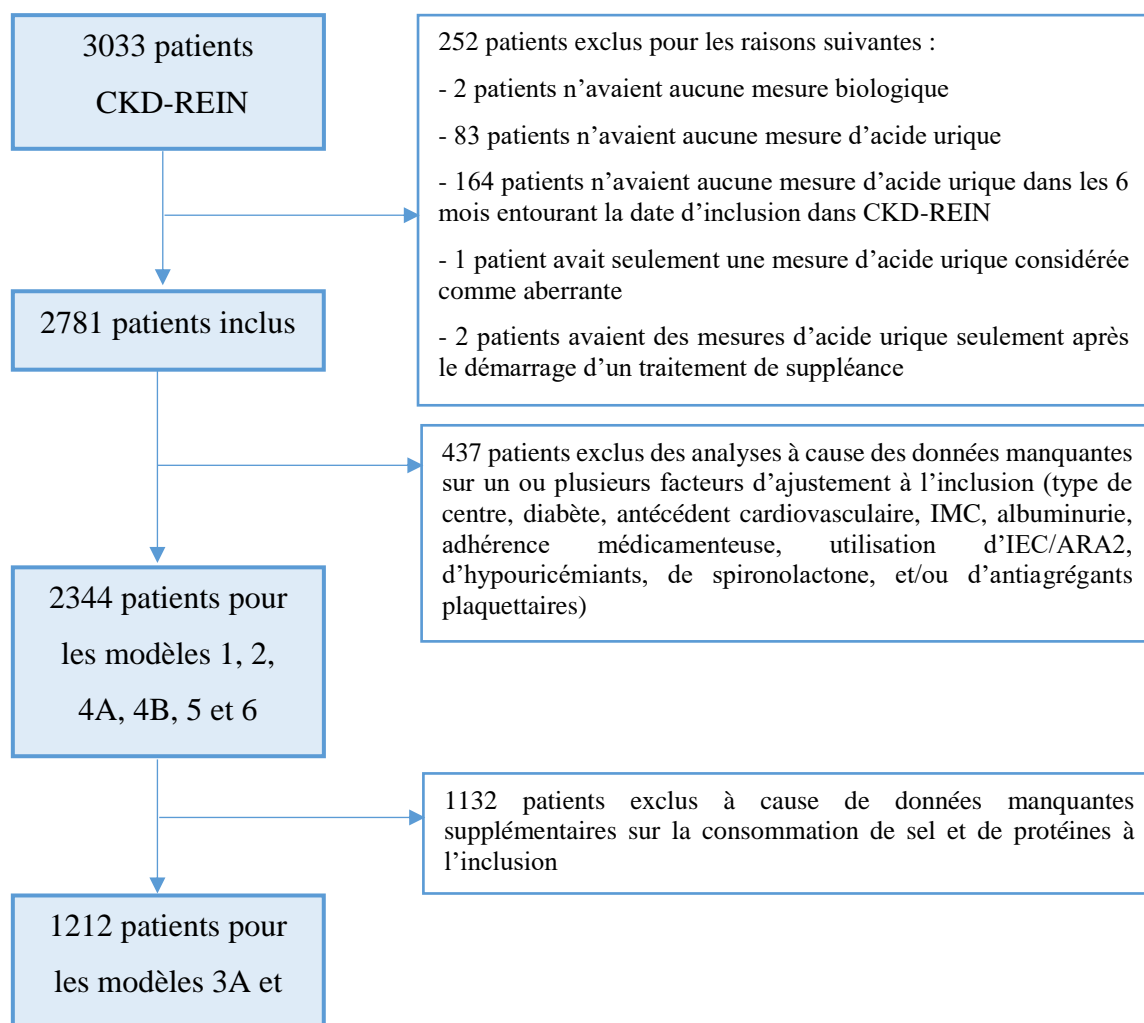 3033 patients
CKD-REIN
252 patients exclus pour les raisons suivantes :
- 2 patients n’avaient aucune mesure biologique
- 83 patients n’avaient aucune mesure d’acide urique
- 164 patients n’avaient aucune mesure d’acide urique dans les 6
mois entourant la date d’inclusion dans CKD-REIN
- 1 patient avait seulement une mesure d’acide urique considérée
comme aberrante
- 2 patients avaient des mesures d’acide urique seulement après
le démarrage d’un traitement de suppléance
2781 patients inclus
437 patients exclus des analyses à cause des données manquantes
sur un ou plusieurs facteurs d’ajustement à l’inclusion (type de
centre, diabète, antécédent cardiovasculaire, IMC, albuminurie,
adhérence médicamenteuse, utilisation d’IEC/ARA2,
d’hypouricémiants, de spironolactone, et/ou d’antiagrégants
plaquettaires)
2344 patients pour
les modèles 1, 2,
4A, 4B, 5 et 6
1132 patients exclus à cause de données manquantes
supplémentaires sur la consommation de sel et de protéines à
l’inclusion
1212 patients pour
les modèles 3A et